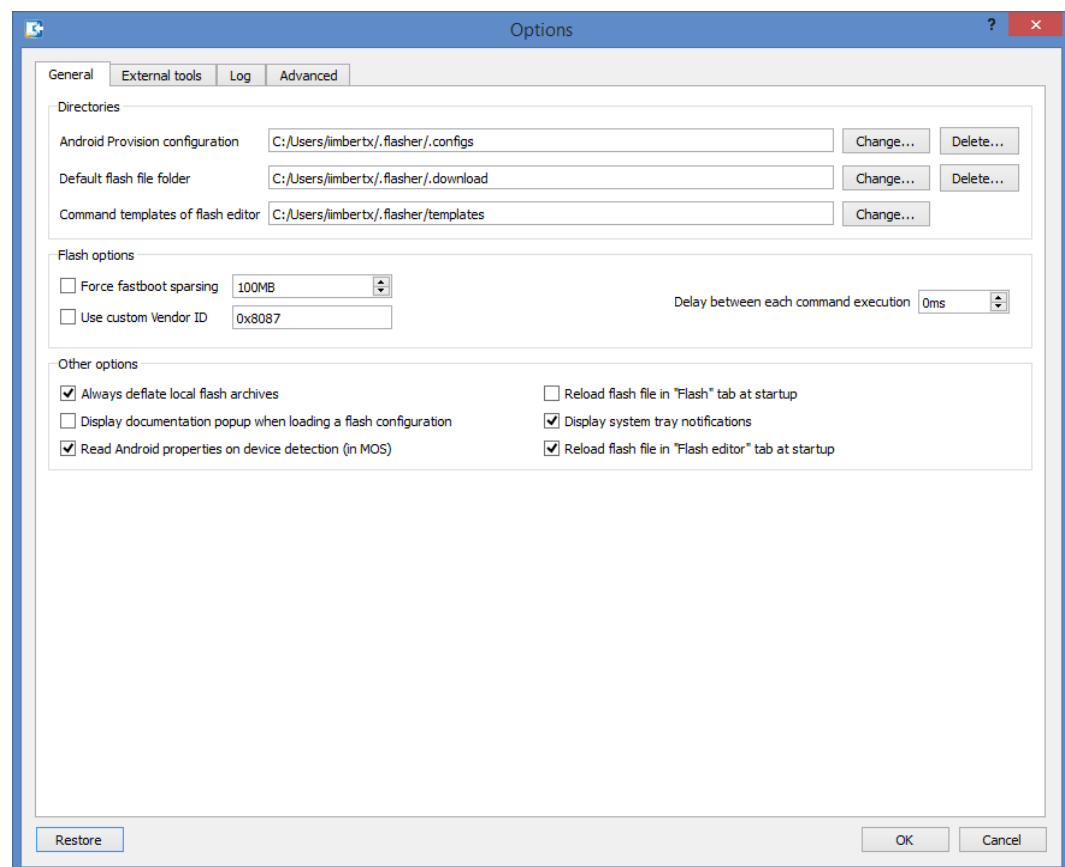 Options
?
General External tools Log Advanced
Directories
Android Provision configuration C:/Users/iimbertx/.flasher/.configs Change... Delete...
Default flash file folder C:/Users/iimbertx/.flasher/.download Change... Delete...
Command templates of flash editor C:/Users/iimbertx/.flasher/templates Change...
Flash options
Force fastboot sparsing 100MB
Delay between each command execution 0ms
Use custom Vendor ID 0x8087
Other options
Always deflate local flash archives Reload flash file in "Flash" tab at startup
Display documentation popup when loading a flash configuration Display system tray notifications
Read Android properties on device detection (in MOS) Reload flash file in "Flash editor" tab at startup
Restore OK Cancel